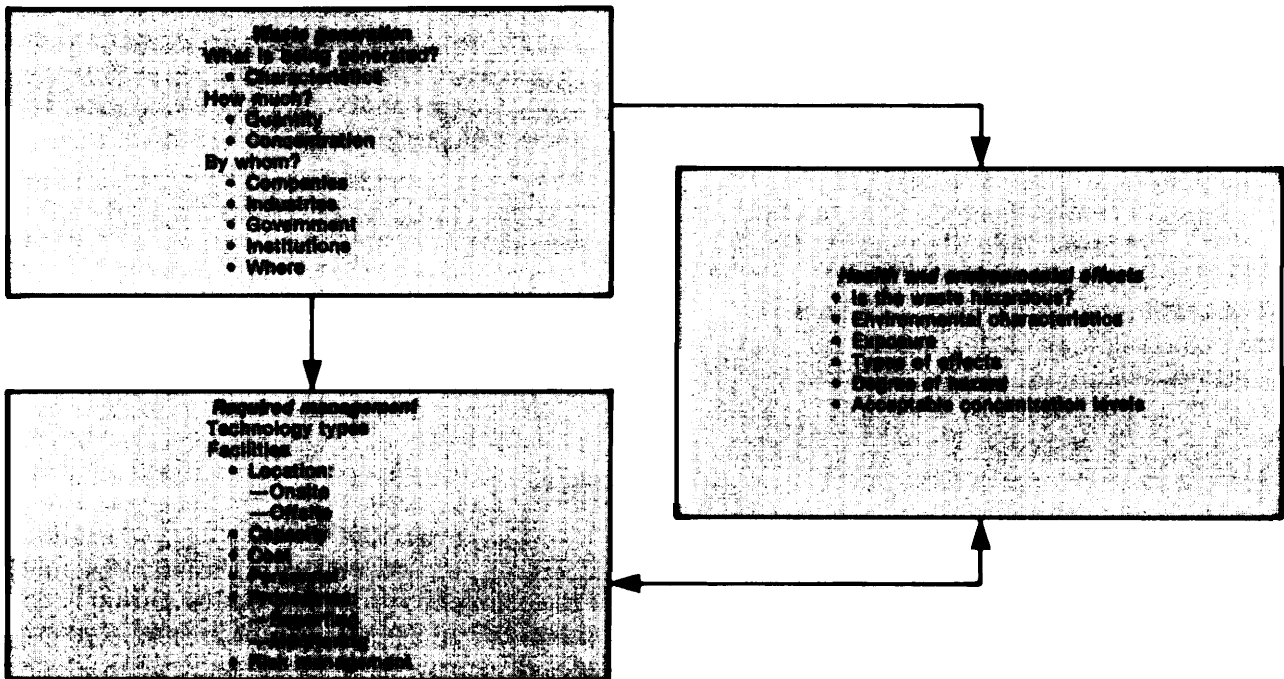 Waste generation
What is being generated?
• Characteristics
How much?
• Quantity
• Concentration
By whom?
• Companies
• Industries
• Government
• Institutions
• Where
Required management
Technology types
Facilities
• Location:
—Onsite
—Offsite
• Capacity
• Cost
• Personnel
• Risk management
Health and environmental effects
• Is the waste hazardous?
• Environmental characteristics
• Exposure
• Types of effects
• Degree of hazard
• Acceptable concentration levels